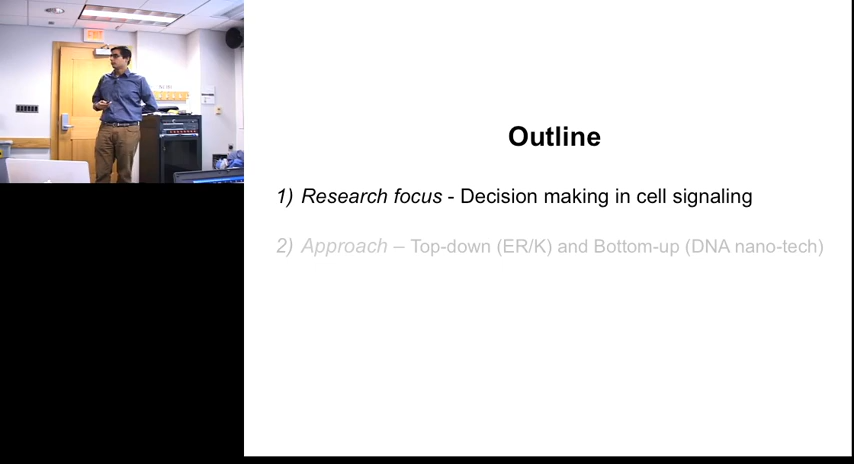 Outline
1) Research focus - Decision making in cell signaling
2) Approach – Top-down (ER/K) and Bottom-up (DNA nano-tech)